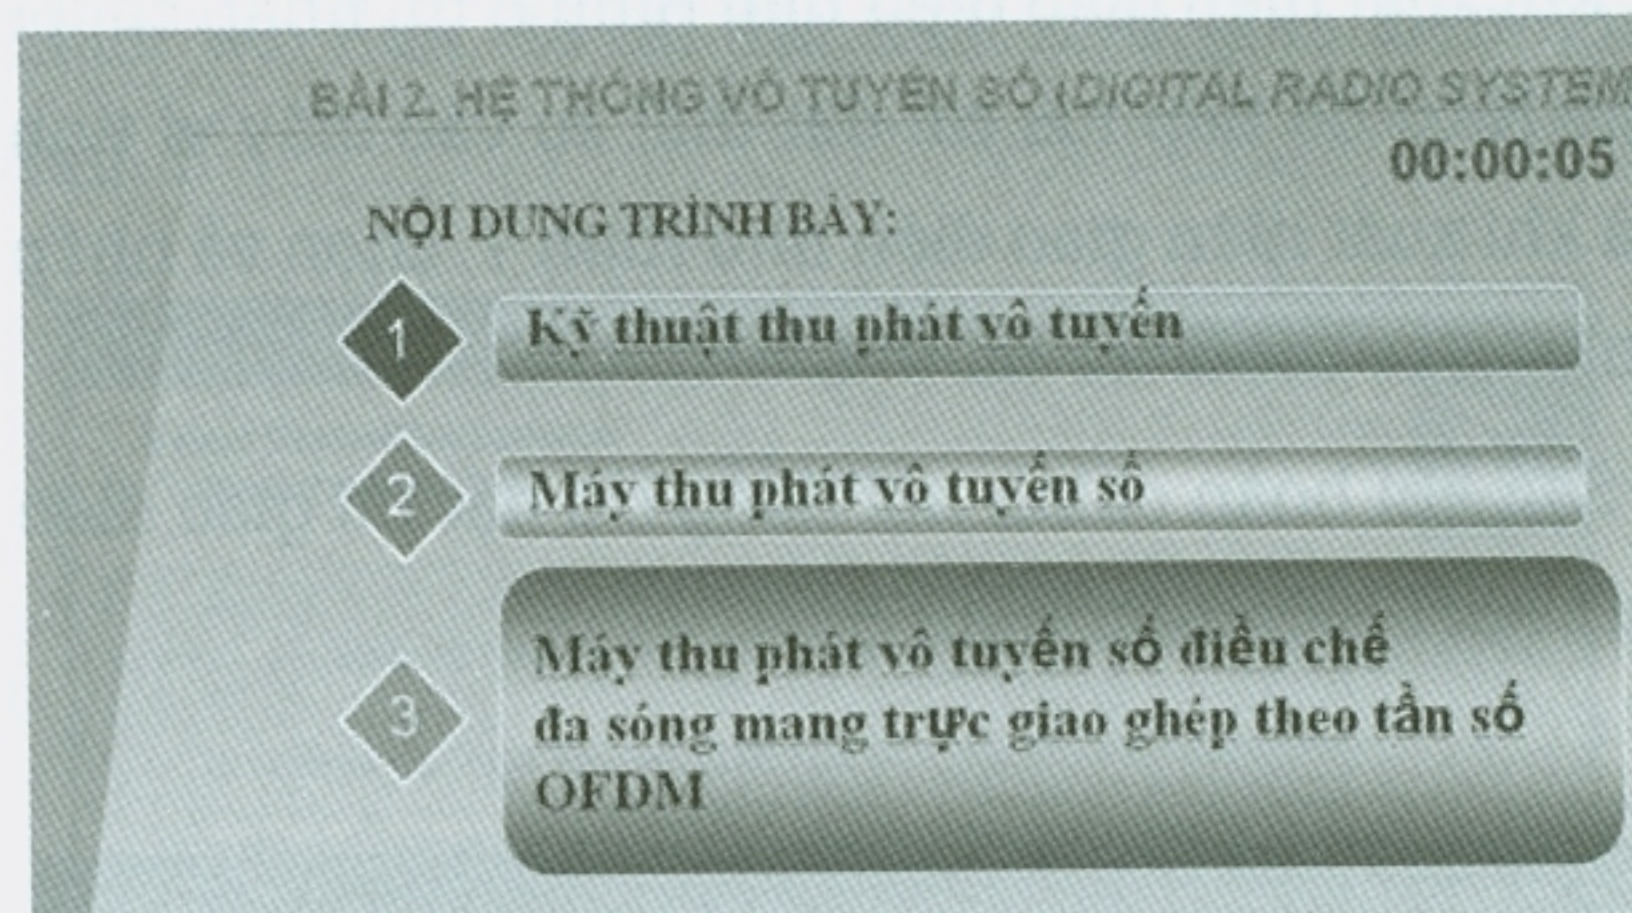 BÀI 2. HỆ THỐNG VÔ TUYẾN SỐ (DIGITAL RADIO SYSTEM
00:00:05
NỘI DUNG TRÌNH BÀY:
1 Kỹ thuật thu phát vô tuyến
2 Máy thu phát vô tuyến số
3 Máy thu phát vô tuyến số điều chế
đa sóng mang trực giao ghép theo tần số
OFDM